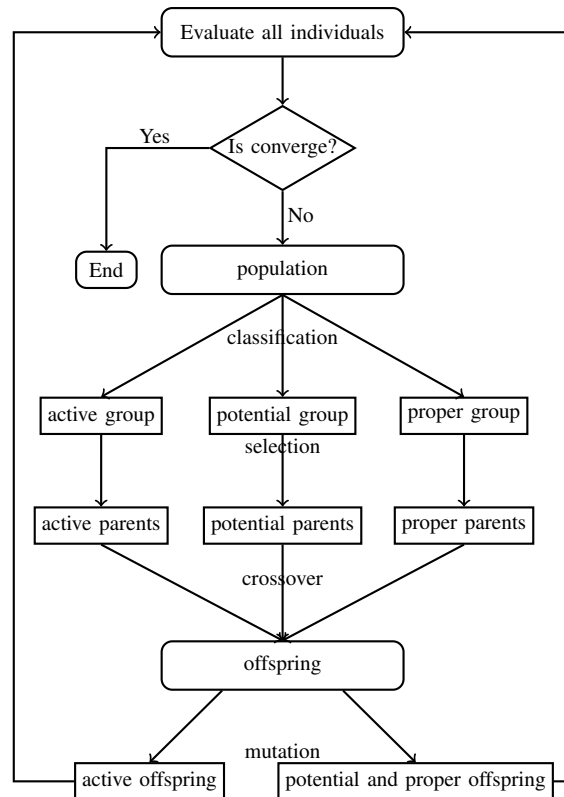 Evaluate all individuals
Is converge?
Yes
No
End
population
classification
active group
potential group
proper group
selection
active parents
potential parents
proper parents
crossover
offspring
mutation
active offspring
potential and proper offspring